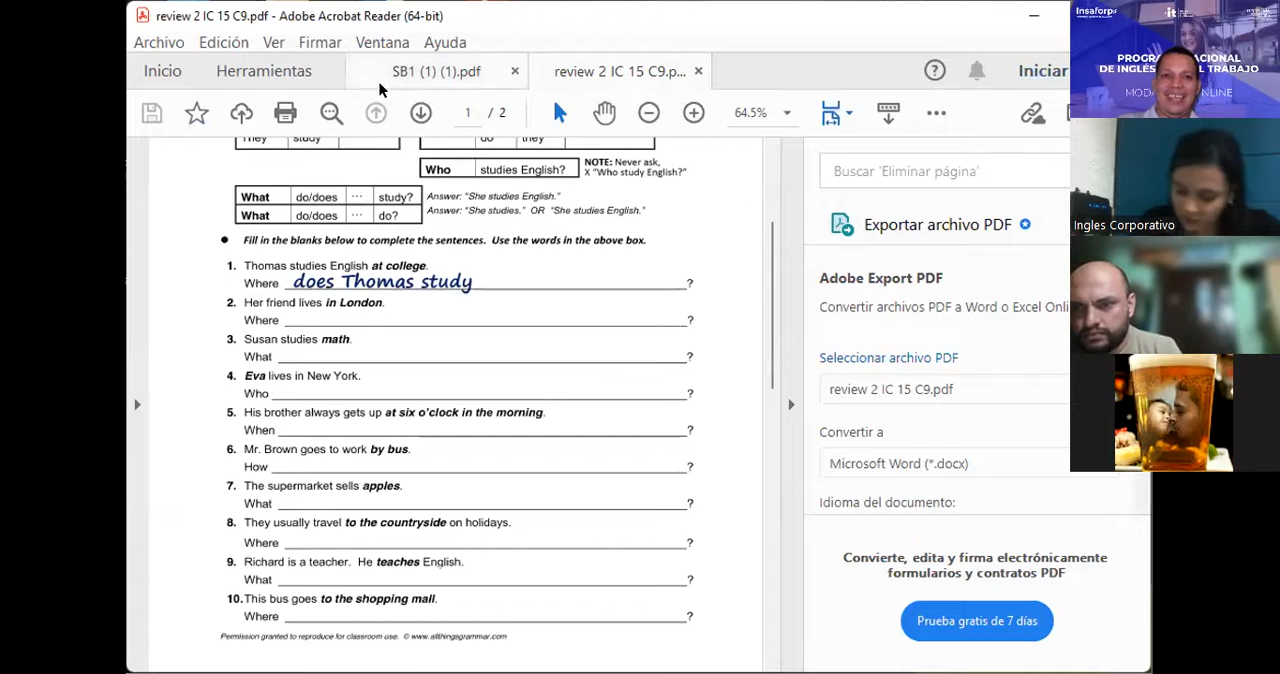 review 2 IC 15 C9.pdf - Adobe Acrobat Reader (64-bit)
Archivo Edición Ver Firmar Ventana Ayuda
Inicio Herramientas SB1 (1) (1).pdf × review 2 IC 15 C9.p... × Iniciar
1 / 2 64.5%
They study do they
Who studies English? NOTE: Never ask,
X "Who study English?"
What do/does ... study? Answer: "She studies English."
What do/does ... do? Answer: "She studies." OR "She studies English."
● Fill in the blanks below to complete the sentences. Use the words in the above box.
1. Thomas studies English at college.
Where does Thomas study ?
2. Her friend lives in London.
Where ?
3. Susan studies math.
What ?
4. Eva lives in New York.
Who ?
5. His brother always gets up at six o'clock in the morning.
When ?
6. Mr. Brown goes to work by bus.
How ?
7. The supermarket sells apples.
What ?
8. They usually travel to the countryside on holidays.
Where ?
9. Richard is a teacher. He teaches English.
What ?
10. This bus goes to the shopping mall.
Where ?
Permission granted to reproduce for classroom use. © www.allthingsgrammar.com
Buscar 'Eliminar página'
Exportar archivo PDF
Adobe Export PDF
Convertir archivos PDF a Word o Excel Onli
Seleccionar archivo PDF
review 2 IC 15 C9.pdf
Convertir a
Microsoft Word (*.docx)
Idioma del documento:
Convierte, edita y firma electrónicamente
formularios y contratos PDF
Prueba gratis de 7 días
Insaforp
DE INGLÉS
Ingles Corporativo